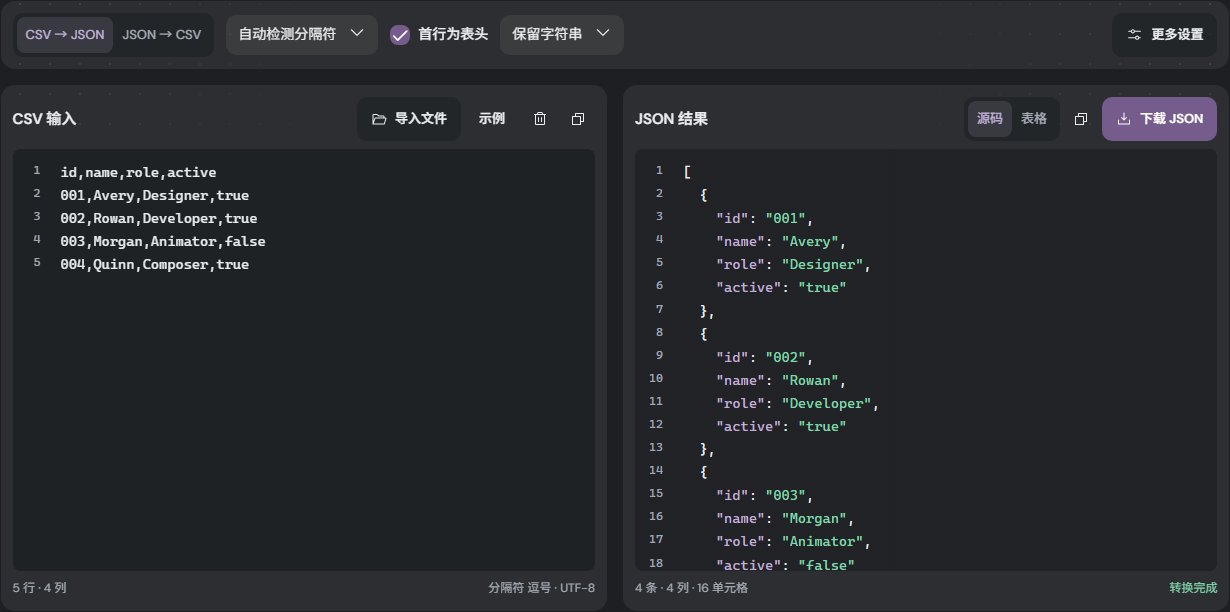 CSV → JSON JSON → CSV 自动检测分隔符 首行为表头 保留字符串 更多设置
CSV 输入 导入文件 示例
1 id,name,role,active
2 001,Avery,Designer,true
3 002,Rowan,Developer,true
4 003,Morgan,Animator,false
5 004,Quinn,Composer,true
5 行 · 4 列 分隔符 逗号 · UTF-8
JSON 结果 源码 表格 下载 JSON
1 [
2 {
3 "id": "001",
4 "name": "Avery",
5 "role": "Designer",
6 "active": "true"
7 },
8 {
9 "id": "002",
10 "name": "Rowan",
11 "role": "Developer",
12 "active": "true"
13 },
14 {
15 "id": "003",
16 "name": "Morgan",
17 "role": "Animator",
18 "active": "false"
4 条 · 4 列 · 16 单元格 转换完成